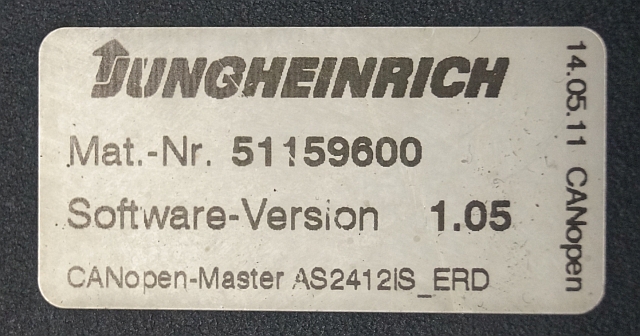 JUNGHEINRICH
Mat.-Nr. 51159600
Software-Version 1.05
CANopen-Master AS2412IS_ERD
14.05.11 CANopen